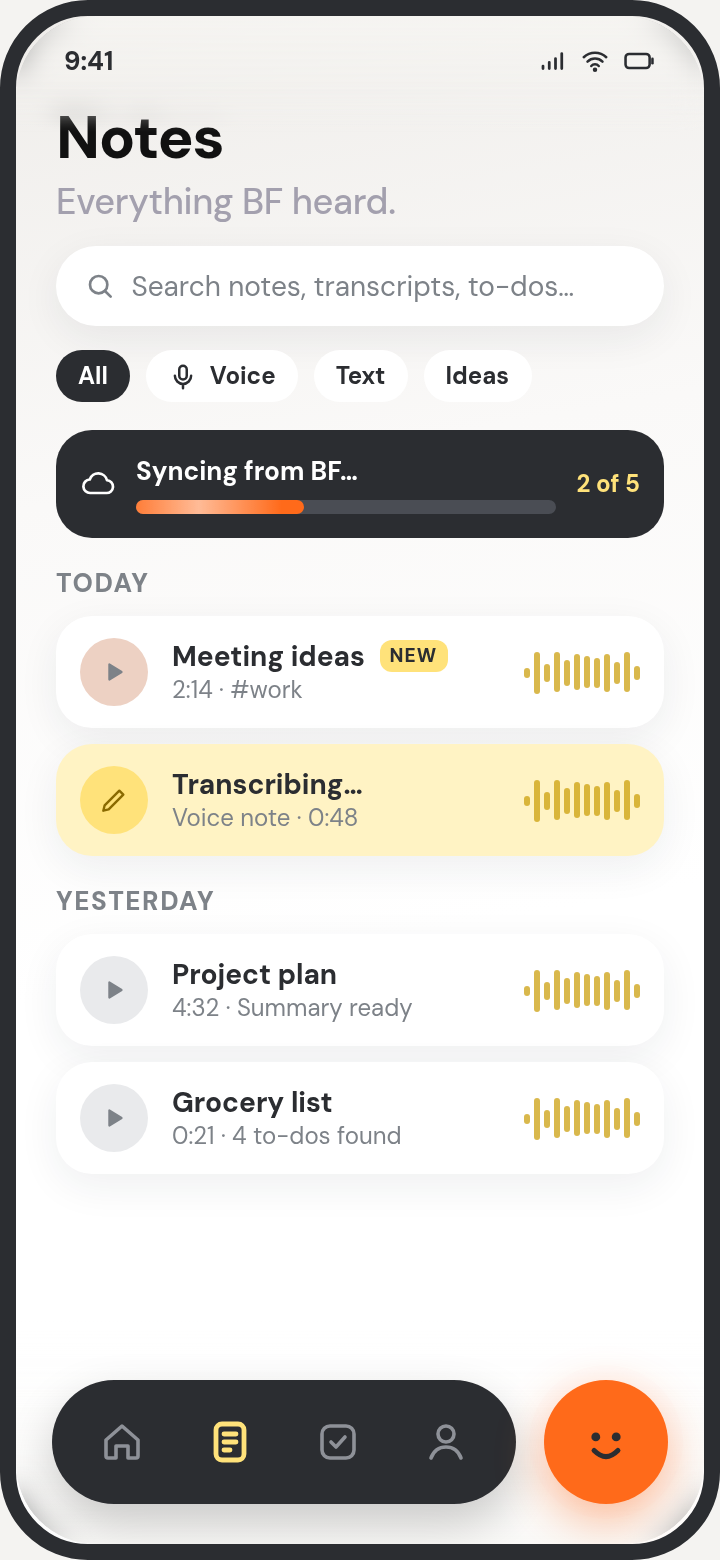 9:41
Notes
Everything BF heard.
Search notes, transcripts, to-dos...
All
Voice
Text
Ideas
Syncing from BF...
2 of 5
TODAY
Meeting ideas NEW
2:14 · #work
Transcribing...
Voice note · 0:48
YESTERDAY
Project plan
4:32 · Summary ready
Grocery list
0:21 · 4 to-dos found